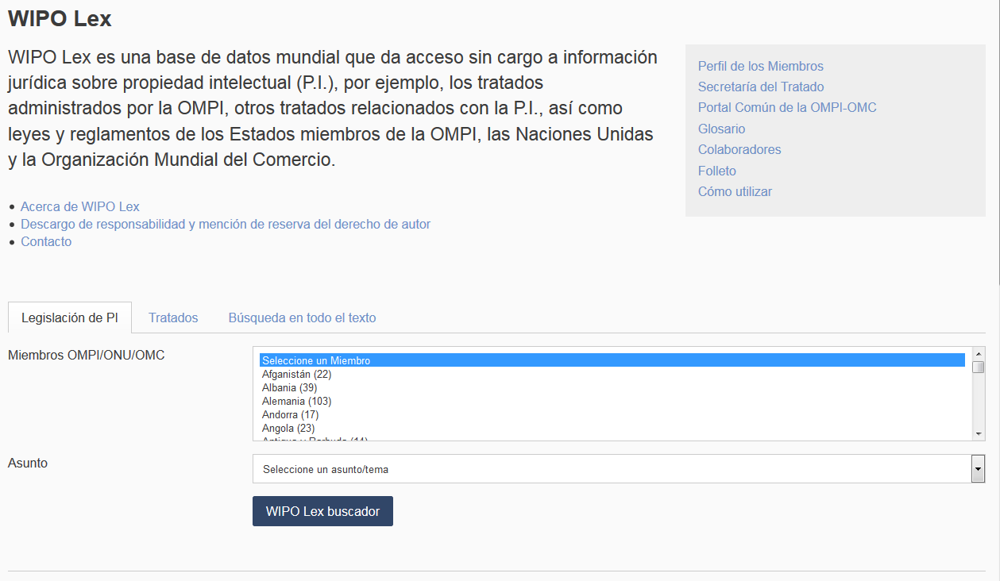 WIPO Lex
WIPO Lex es una base de datos mundial que da acceso sin cargo a información
jurídica sobre propiedad intelectual (P.I.), por ejemplo, los tratados
administrados por la OMPI, otros tratados relacionados con la P.I., así como
leyes y reglamentos de los Estados miembros de la OMPI, las Naciones Unidas
y la Organización Mundial del Comercio.
Acerca de WIPO Lex
Descargo de responsabilidad y mención de reserva del derecho de autor
Contacto
Perfil de los Miembros
Secretaría del Tratado
Portal Común de la OMPI-OMC
Glosario
Colaboradores
Folleto
Cómo utilizar
Legislación de PI
Tratados
Búsqueda en todo el texto
Miembros OMPI/ONU/OMC
Seleccione un Miembro
Afganistán (22)
Albania (39)
Alemania (103)
Andorra (17)
Angola (23)
Antigua y Barbuda (14)
Asunto
Seleccione un asunto/tema
WIPO Lex buscador